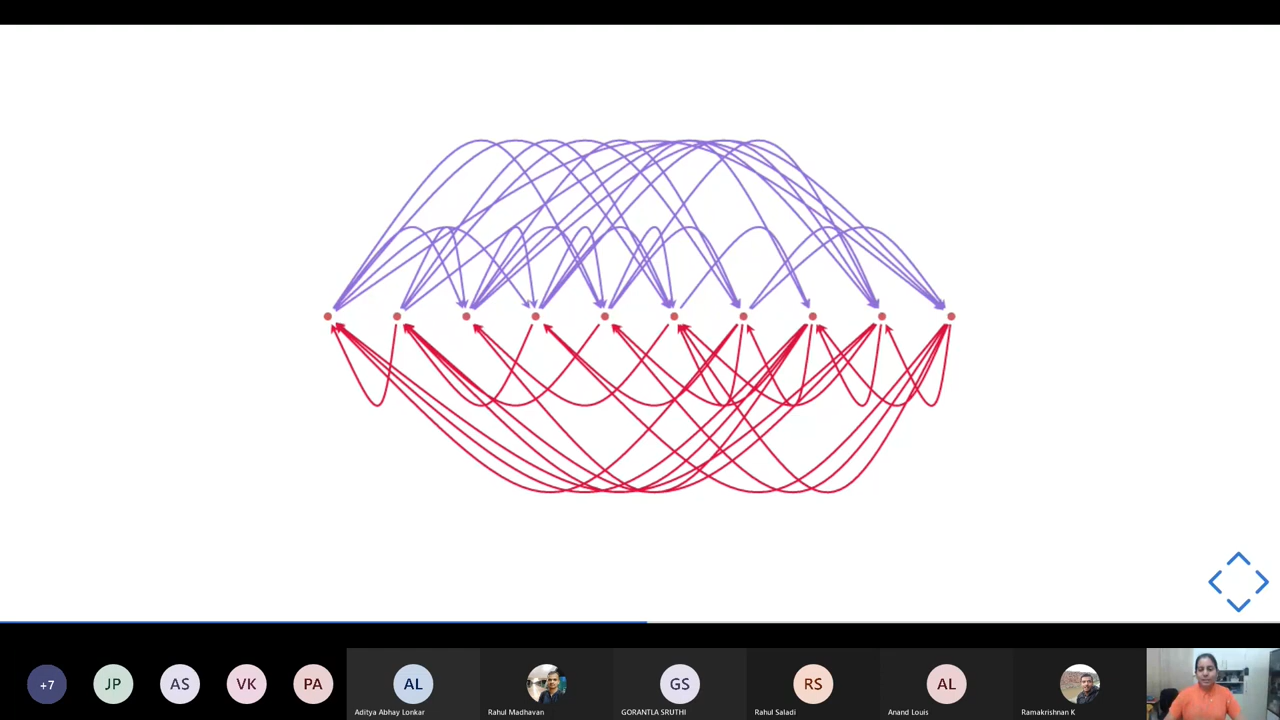 +7
JP
AS
VK
PA
AL
GS
RS
AL
Aditya Abhay Lonkar
Rahul Madhavan
GORANTLA SRUTHI
Rahul Saladi
Anand Louis
Ramakrishnan K